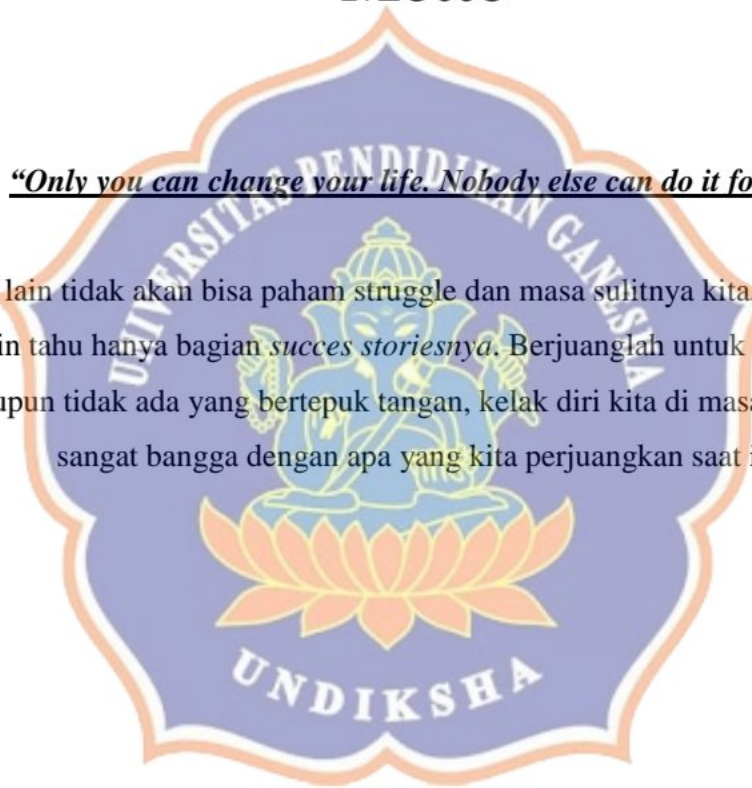 “Only you can change your life. Nobody else can do it fo
lain tidak akan bisa paham struggle dan masa sulitnya kita
in tahu hanya bagian succes storiesnya. Berjuanglah untuk
upun tidak ada yang bertepuk tangan, kelak diri kita di masa
sangat bangga dengan apa yang kita perjuangkan saat i
UNIVERSITAS PENDIDIKAN GANESHA
UNDIKSHA